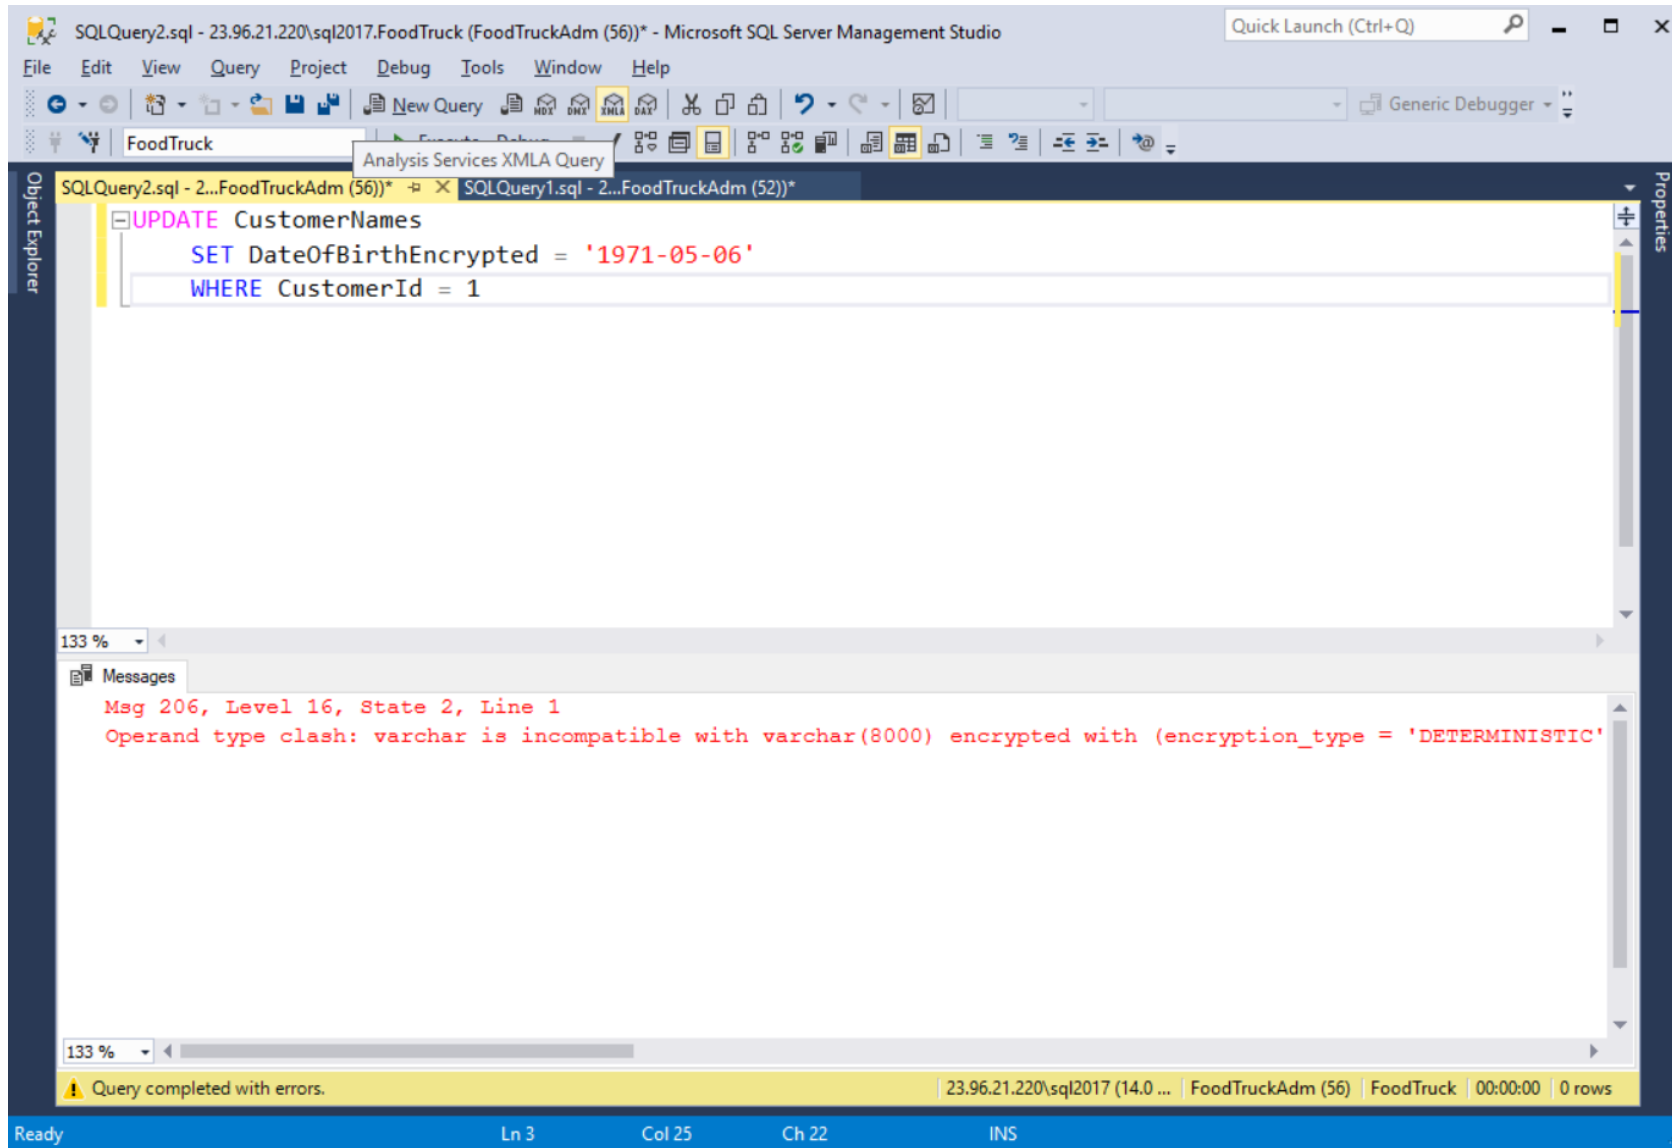 SQLQuery2.sql - 23.96.21.220\sql2017.FoodTruck (FoodTruckAdm (56))* - Microsoft SQL Server Management Studio
Quick Launch (Ctrl+Q)
File Edit View Query Project Debug Tools Window Help
New Query MDX DMX XMLA DAX Generic Debugger
FoodTruck
Analysis Services XMLA Query
SQLQuery2.sql - 2...FoodTruckAdm (56))* SQLQuery1.sql - 2...FoodTruckAdm (52))*
Object Explorer
Properties
UPDATE CustomerNames
SET DateOfBirthEncrypted = '1971-05-06'
WHERE CustomerId = 1
133 %
Messages
Msg 206, Level 16, State 2, Line 1
Operand type clash: varchar is incompatible with varchar(8000) encrypted with (encryption_type = 'DETERMINISTIC'
133 %
Query completed with errors.
23.96.21.220\sql2017 (14.0 ... FoodTruckAdm (56) FoodTruck 00:00:00 0 rows
Ready Ln 3 Col 25 Ch 22 INS